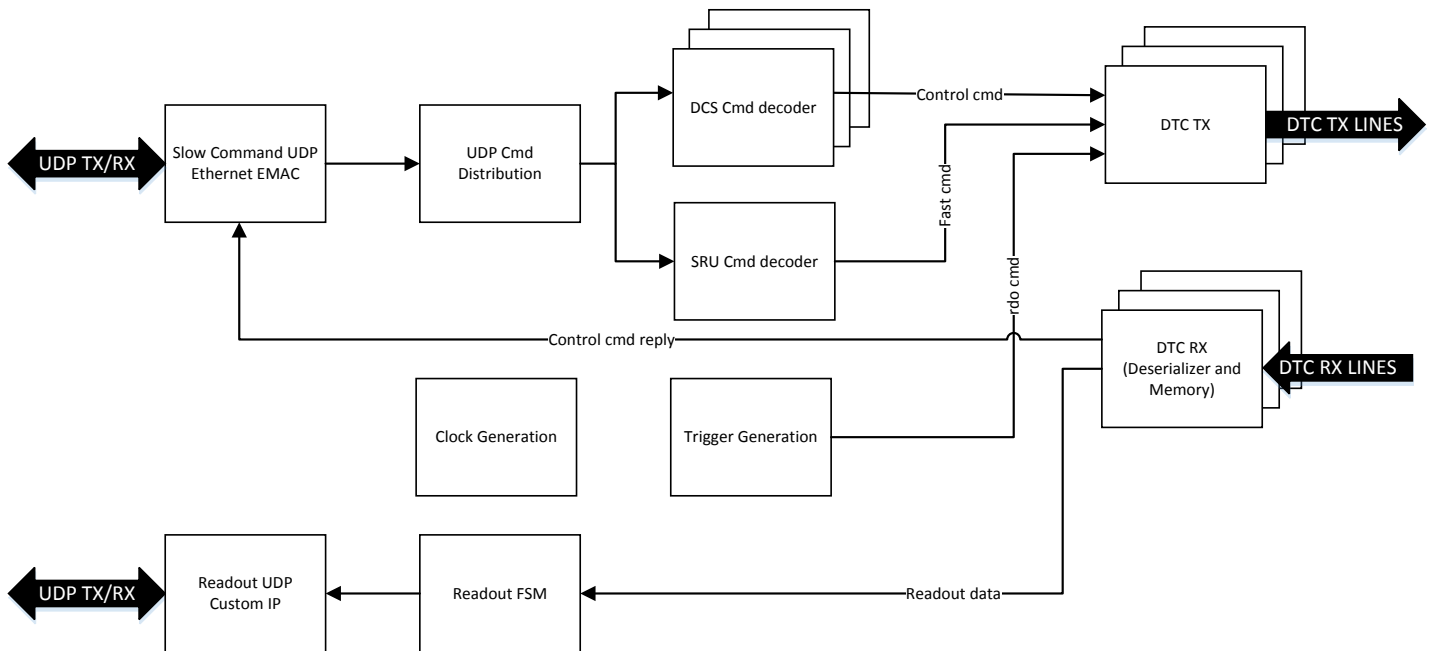 DCS Cmd decoder
Control cmd
DTC TX
DTC TX LINES
UDP TX/RX
Slow Command UDP
Ethernet EMAC
UDP Cmd
Distribution
Fast cmd
SRU Cmd decoder
rdo cmd
Control cmd reply
DTC RX
(Deserializer and
Memory)
DTC RX LINES
Clock Generation
Trigger Generation
UDP TX/RX
Readout UDP
Custom IP
Readout FSM
Readout data